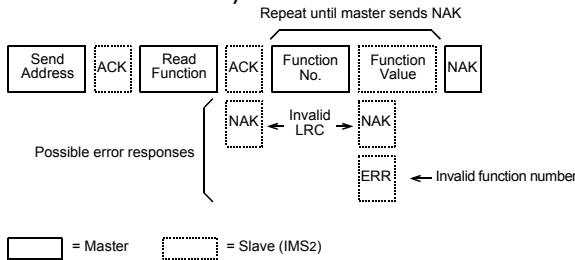 Repeat until master sends NAK
Send Address
ACK
Read Function
ACK
Function No.
Function Value
NAK
NAK
Invalid LRC
NAK
Possible error responses
ERR
Invalid function number
= Master
= Slave (IMS2)